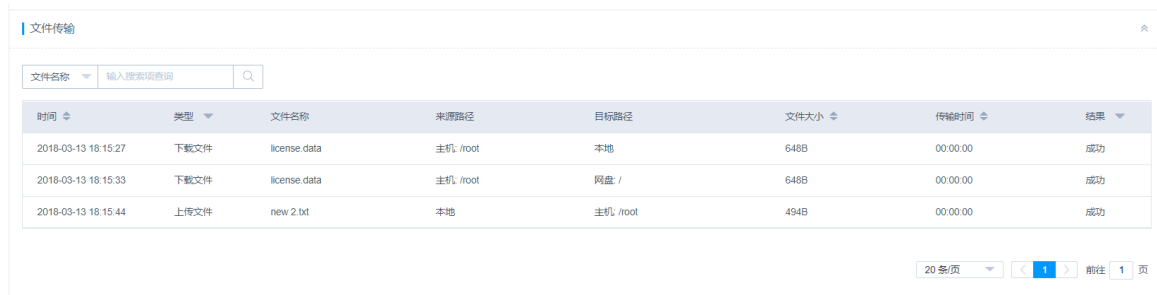 文件传输
文件名称 输入搜索项查询
时间 类型 文件名称 来源路径 目标路径 文件大小 传输时间 结果
2018-03-13 18:15:27 下载文件 license.data 主机: /root 本地 648B 00:00:00 成功
2018-03-13 18:15:33 下载文件 license.data 主机: /root 网盘: / 648B 00:00:00 成功
2018-03-13 18:15:44 上传文件 new 2.txt 本地 主机: /root 494B 00:00:00 成功
20 条/页 1 前往 1 页